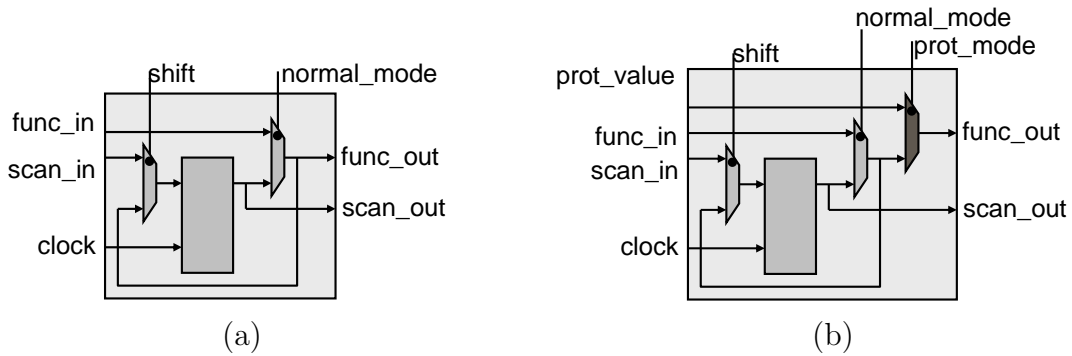 shift
normal_mode
func_in
scan_in
clock
func_out
scan_out
(a)
normal_mode
prot_mode
shift
prot_value
func_in
scan_in
clock
func_out
scan_out
(b)